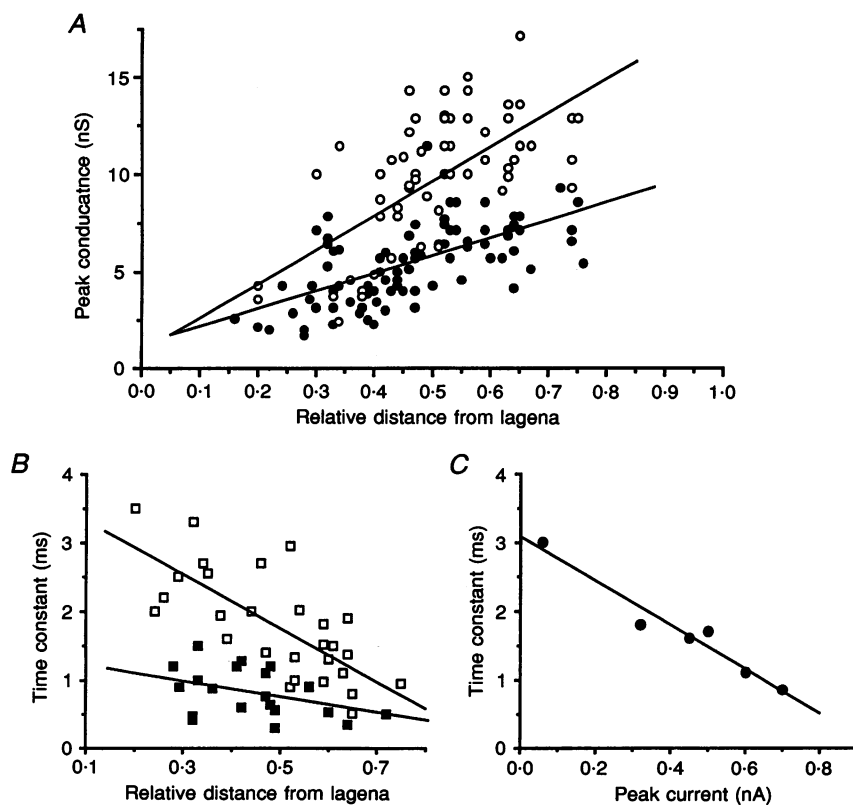 A
Peak conducatnce (nS)
15
10
5
0
0·0 0·1 0·2 0·3 0·4 0·5 0·6 0·7 0·8 0·9 1·0
Relative distance from lagena
B
Time constant (ms)
4
3
2
1
0
0·1 0·3 0·5 0·7
Relative distance from lagena
C
Time constant (ms)
4
3
2
1
0
0·0 0·2 0·4 0·6 0·8
Peak current (nA)